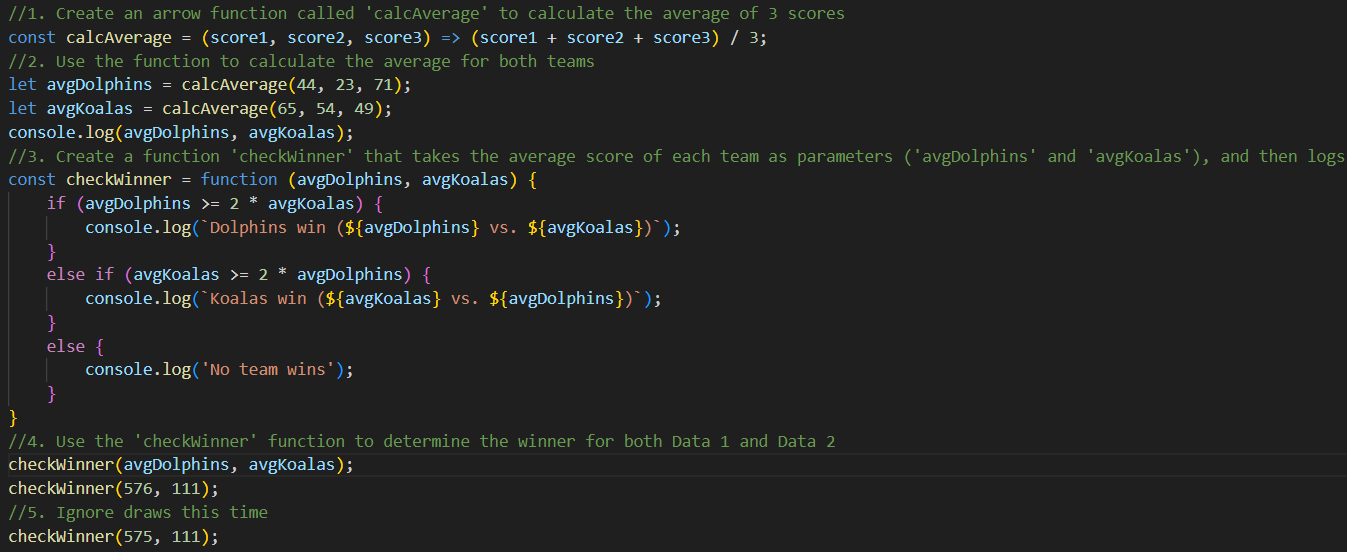 //1. Create an arrow function called 'calcAverage' to calculate the average of 3 scores
const calcAverage = (score1, score2, score3) => (score1 + score2 + score3) / 3;
//2. Use the function to calculate the average for both teams
let avgDolphins = calcAverage(44, 23, 71);
let avgKoalas = calcAverage(65, 54, 49);
console.log(avgDolphins, avgKoalas);
//3. Create a function 'checkWinner' that takes the average score of each team as parameters ('avgDolphins' and 'avgKoalas'), and then logs
const checkWinner = function (avgDolphins, avgKoalas) {
    if (avgDolphins >= 2 * avgKoalas) {
        console.log(`Dolphins win (${avgDolphins} vs. ${avgKoalas})`);
    }
    else if (avgKoalas >= 2 * avgDolphins) {
        console.log(`Koalas win (${avgKoalas} vs. ${avgDolphins})`);
    }
    else {
        console.log('No team wins');
    }
}
//4. Use the 'checkWinner' function to determine the winner for both Data 1 and Data 2
checkWinner(avgDolphins, avgKoalas);
checkWinner(576, 111);
//5. Ignore draws this time
checkWinner(575, 111);